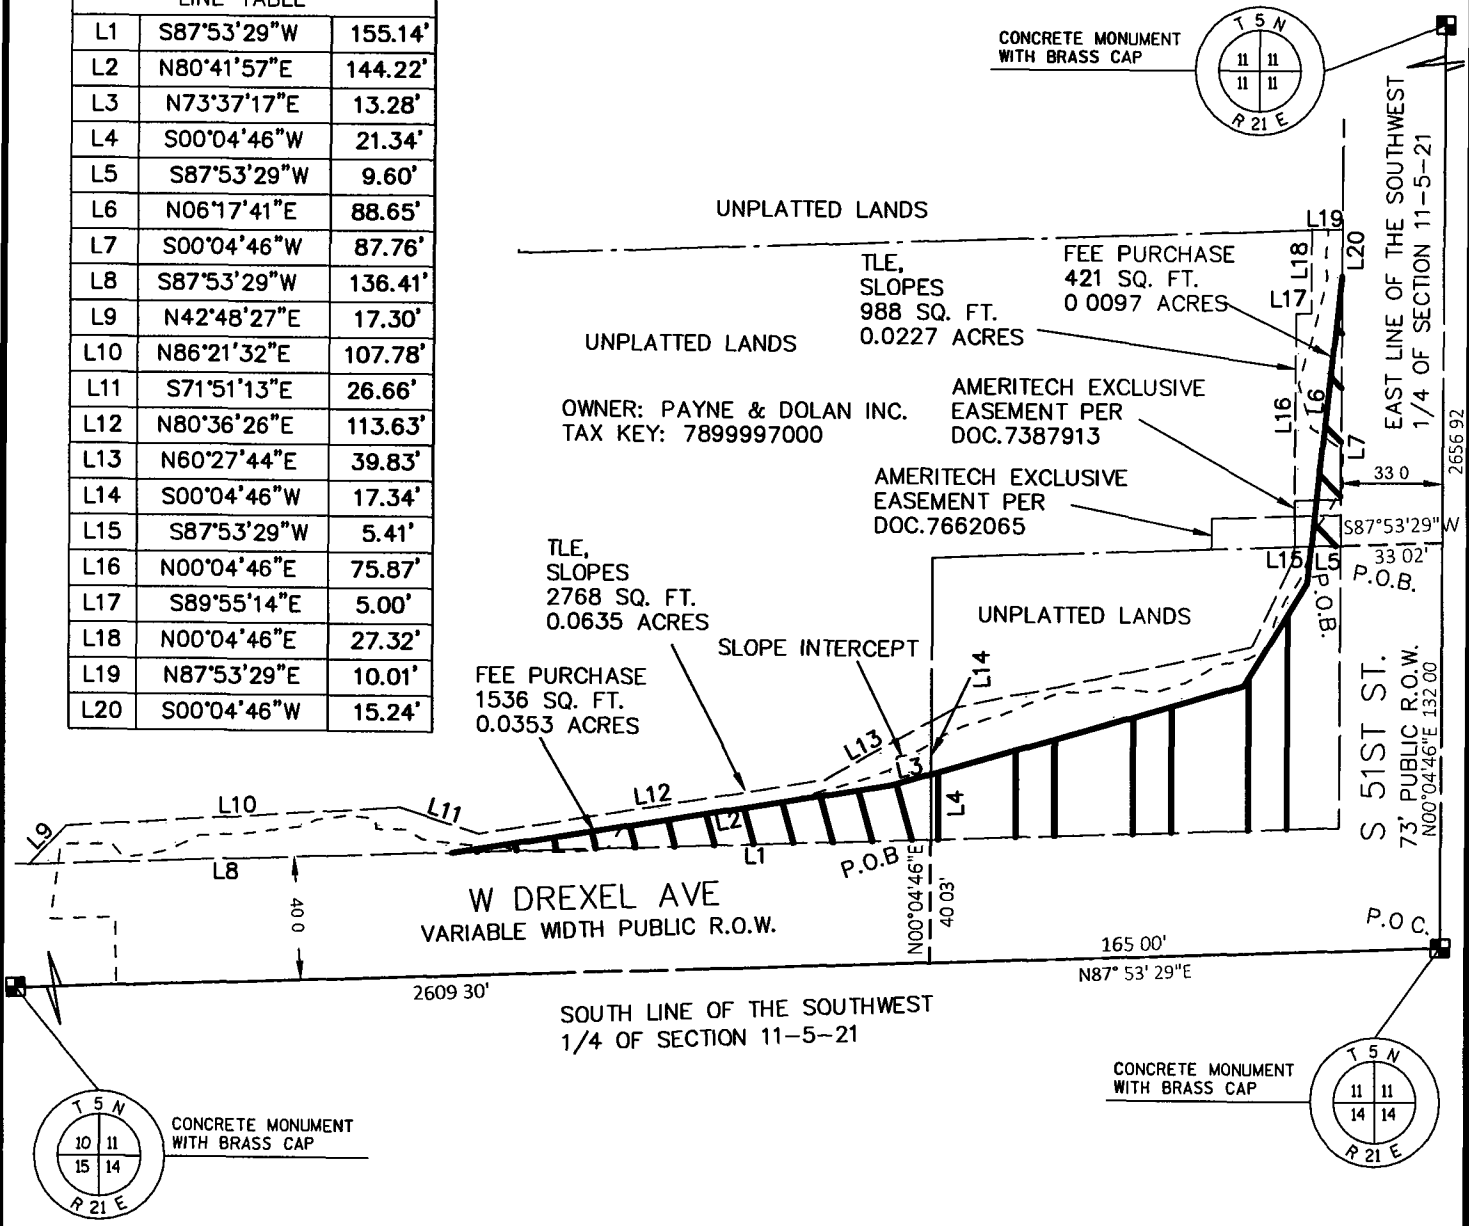 LINE TABLE
L1 S87°53'29"W 155.14'
L2 N80°41'57"E 144.22'
L3 N73°37'17"E 13.28'
L4 S00°04'46"W 21.34'
L5 S87°53'29"W 9.60'
L6 N06°17'41"E 88.65'
L7 S00°04'46"W 87.76'
L8 S87°53'29"W 136.41'
L9 N42°48'27"E 17.30'
L10 N86°21'32"E 107.78'
L11 S71°51'13"E 26.66'
L12 N80°36'26"E 113.63'
L13 N60°27'44"E 39.83'
L14 S00°04'46"W 17.34'
L15 S87°53'29"W 5.41'
L16 N00°04'46"E 75.87'
L17 S89°55'14"E 5.00'
L18 N00°04'46"E 27.32'
L19 N87°53'29"E 10.01'
L20 S00°04'46"W 15.24'
CONCRETE MONUMENT
WITH BRASS CAP
T 5 N
11 11
11 11
R 21 E
EAST LINE OF THE SOUTHWEST
1/4 OF SECTION 11-5-21
2656 92
UNPLATTED LANDS
L19
L20
L18
L17
TLE,
SLOPES
988 SQ. FT.
0.0227 ACRES
FEE PURCHASE
421 SQ. FT.
0 0097 ACRES
UNPLATTED LANDS
OWNER: PAYNE & DOLAN INC.
TAX KEY: 7899997000
AMERITECH EXCLUSIVE
EASEMENT PER
DOC.7387913
L16
L6
L7
33 0
AMERITECH EXCLUSIVE
EASEMENT PER
DOC.7662065
S87°53'29"W
33 02'
L15
L5
P.O.B.
P.O.B.
TLE,
SLOPES
2768 SQ. FT.
0.0635 ACRES
UNPLATTED LANDS
SLOPE INTERCEPT
L14
FEE PURCHASE
1536 SQ. FT.
0.0353 ACRES
S 51ST ST.
73' PUBLIC R.O.W.
N00°04'46"E 132 00
L13
L3
L12
L4
L10
L11
L9
L2
L1
L8
P.O.B
N00°04'46"E
40 03'
W DREXEL AVE
VARIABLE WIDTH PUBLIC R.O.W.
40 0
P.O C.
165 00'
N87° 53' 29"E
2609 30'
SOUTH LINE OF THE SOUTHWEST
1/4 OF SECTION 11-5-21
T 5 N
10 11
15 14
R 21 E
CONCRETE MONUMENT
WITH BRASS CAP
CONCRETE MONUMENT
WITH BRASS CAP
T 5 N
11 11
14 14
R 21 E